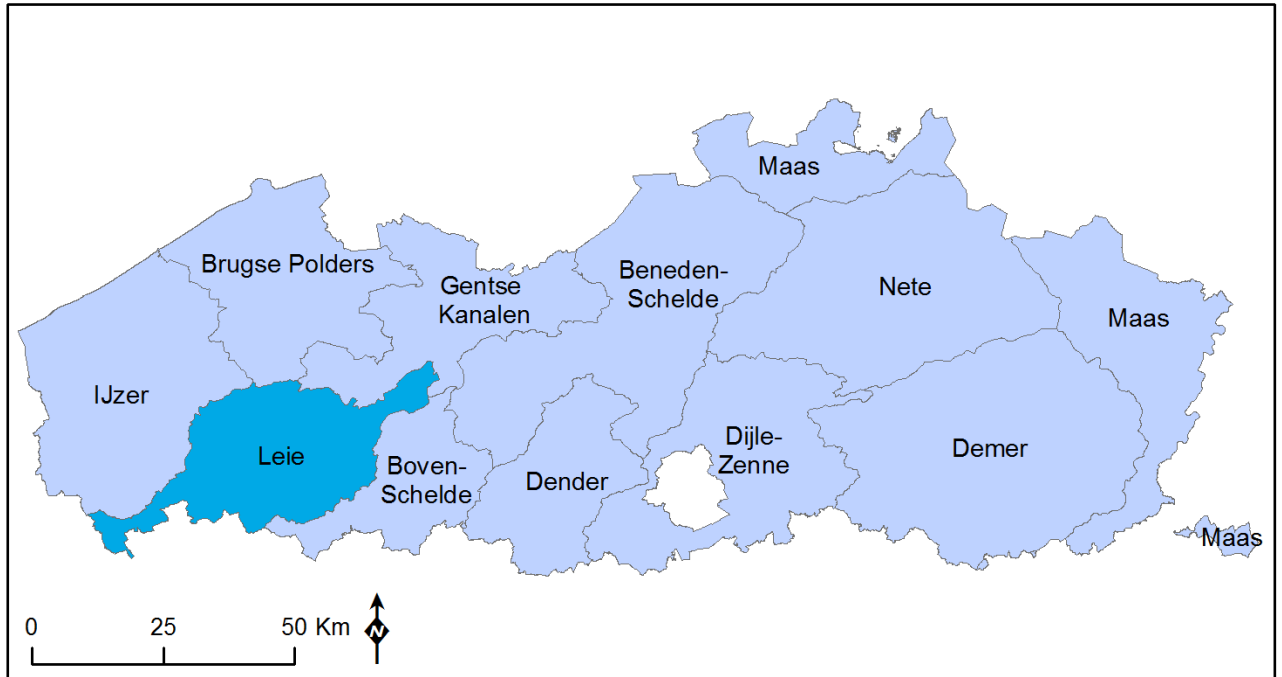 Maas
Brugse Polders
Gentse
Kanalen
Beneden-
Schelde
Nete
Maas
IJzer
Leie
Boven-
Schelde
Dender
Dijle-
Zenne
Demer
Maas
0 25 50 Km
N